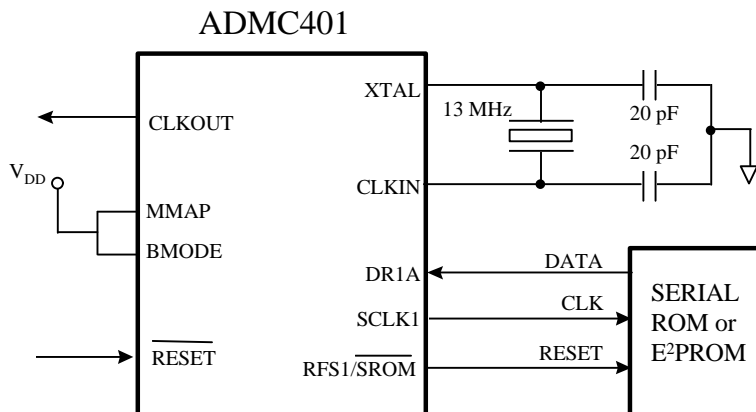 ADMC401
XTAL
13 MHz
20 pF
CLKOUT
20 pF
V_DD
CLKIN
MMAP
BMODE
DR1A
DATA
SERIAL
ROM or
E²PROM
SCLK1
CLK
RESET
RFS1/SROM
RESET